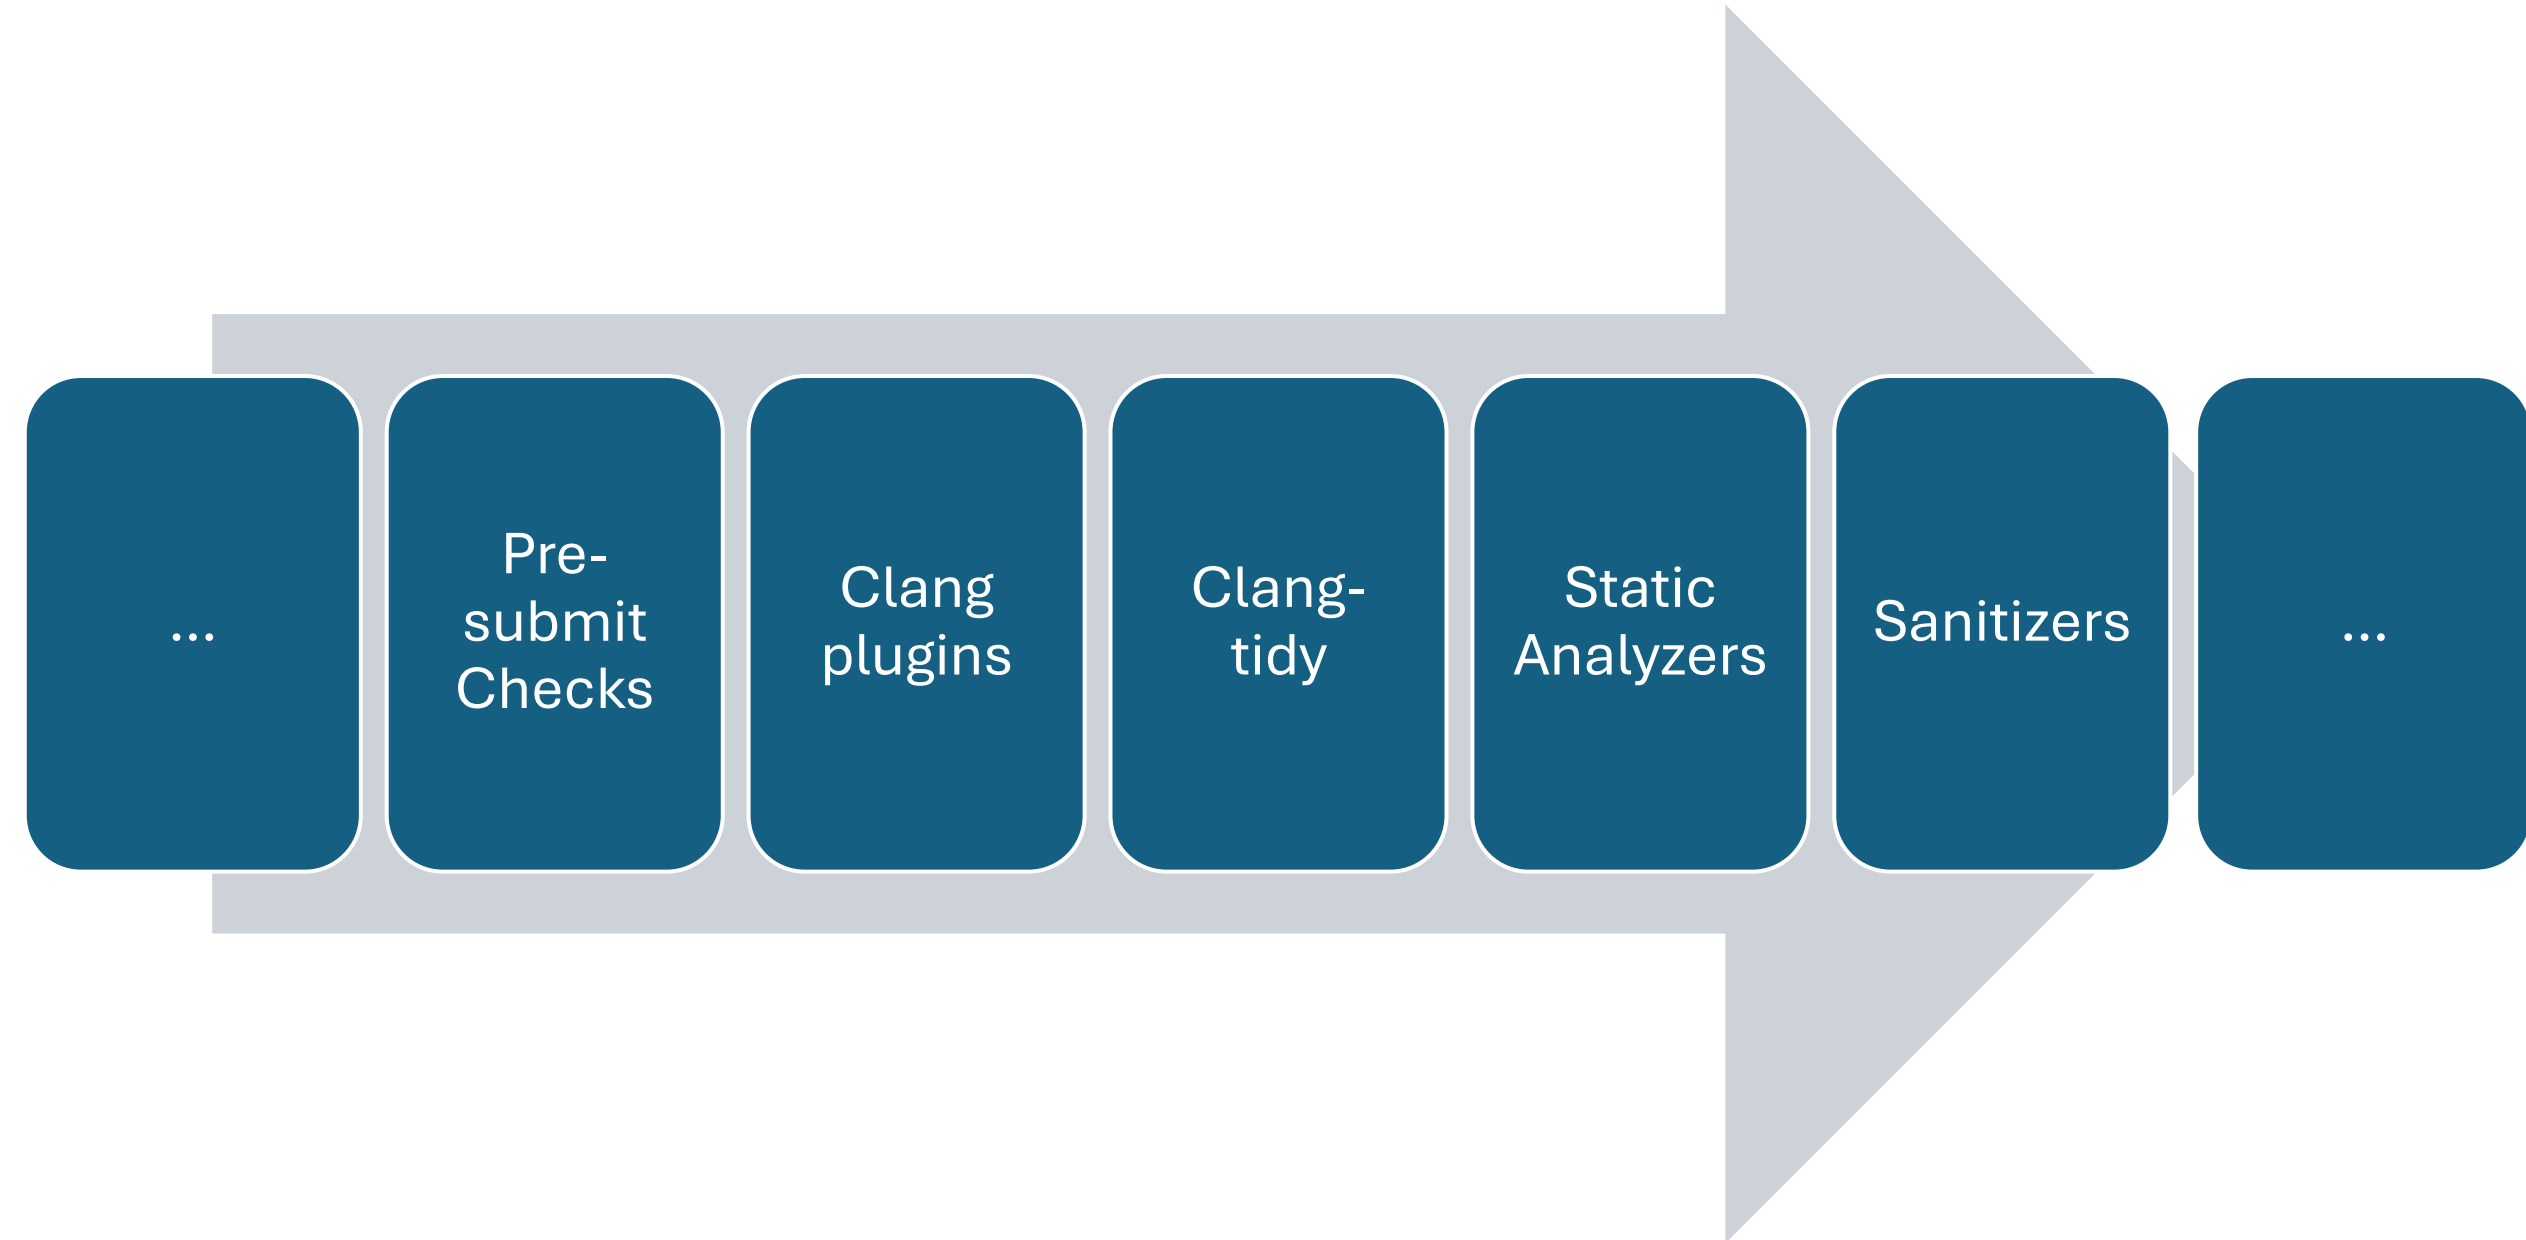 ...
Pre-
submit
Checks
Clang
plugins
Clang-
tidy
Static
Analyzers
Sanitizers
...